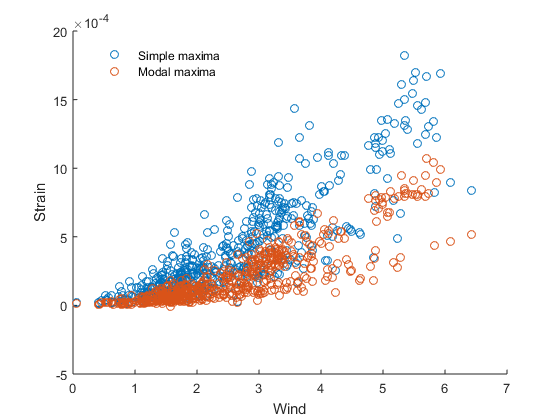 ×10⁻⁴
20
15
10
5
0
-5
Strain
Simple maxima
Modal maxima
0 1 2 3 4 5 6 7
Wind